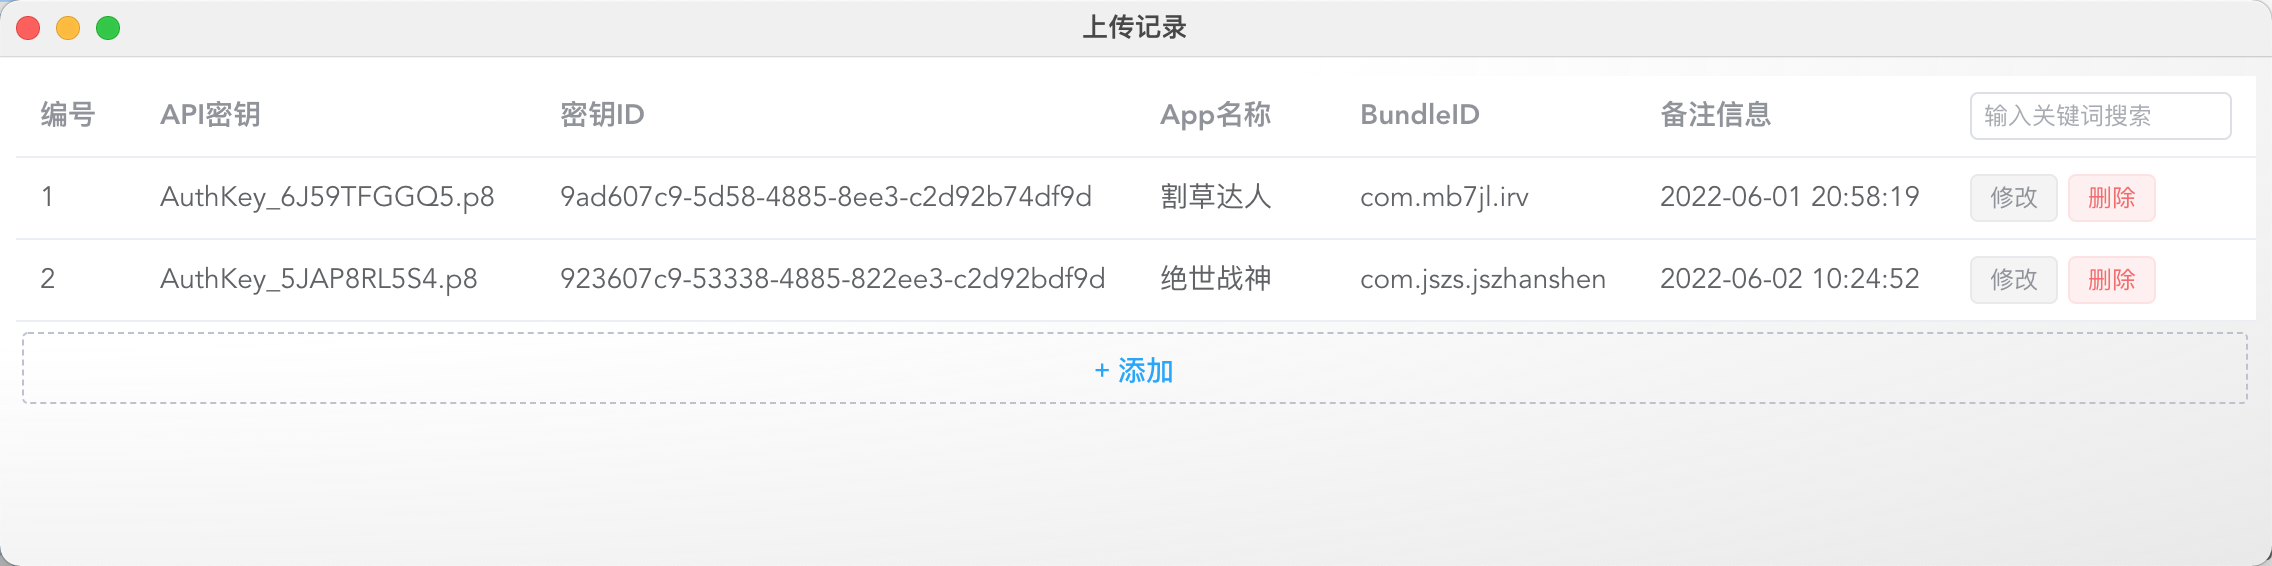 上传记录
编号 API密钥 密钥ID App名称 BundleID 备注信息 输入关键词搜索
1 AuthKey_6J59TFGGQ5.p8 9ad607c9-5d58-4885-8ee3-c2d92b74df9d 割草达人 com.mb7jl.irv 2022-06-01 20:58:19 修改 删除
2 AuthKey_5JAP8RL5S4.p8 923607c9-53338-4885-822ee3-c2d92bdf9d 绝世战神 com.jszs.jszhanshen 2022-06-02 10:24:52 修改 删除
+ 添加